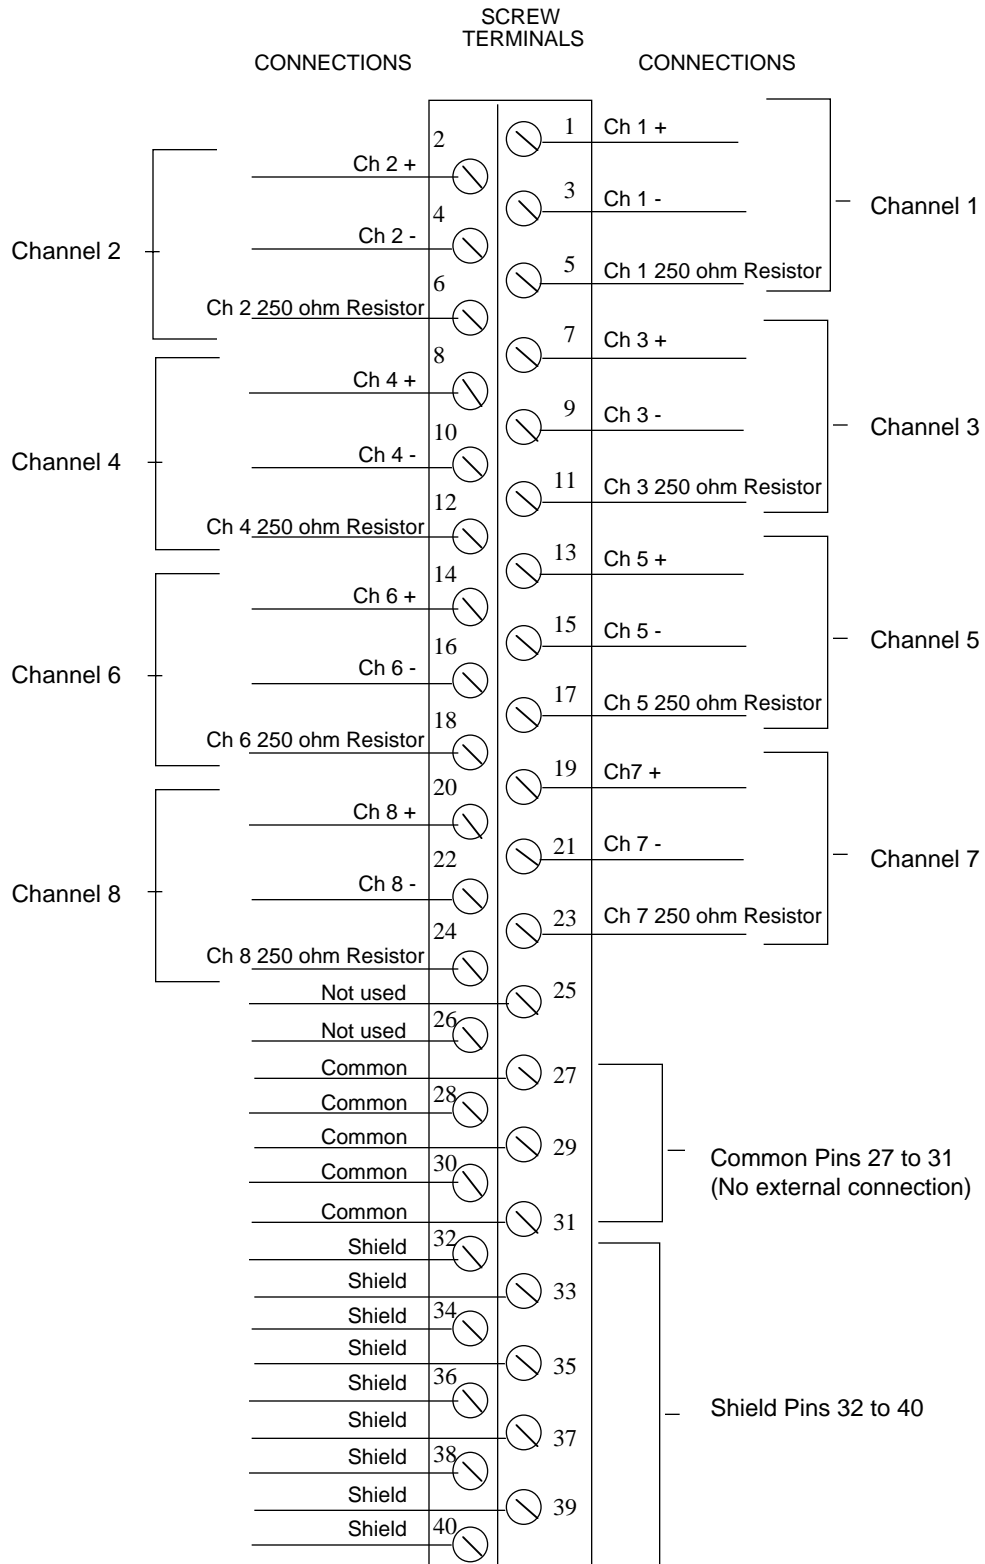 SCREW
TERMINALS
CONNECTIONS
CONNECTIONS
1 Ch 1 +
2
Ch 2 +
3 Ch 1 -
Channel 1
4
Ch 2 -
Channel 2
5 Ch 1 250 ohm Resistor
6
Ch 2 250 ohm Resistor
7 Ch 3 +
8
Ch 4 +
9 Ch 3 -
Channel 3
10
Ch 4 -
Channel 4
11 Ch 3 250 ohm Resistor
12
Ch 4 250 ohm Resistor
13 Ch 5 +
14
Ch 6 +
15 Ch 5 -
Channel 5
16
Ch 6 -
Channel 6
17 Ch 5 250 ohm Resistor
18
Ch 6 250 ohm Resistor
19 Ch7 +
20
Ch 8 +
21 Ch 7 -
Channel 7
22
Ch 8 -
Channel 8
23 Ch 7 250 ohm Resistor
24
Ch 8 250 ohm Resistor
Not used 25
Not used 26
Common 27
Common 28
Common 29
Common Pins 27 to 31
(No external connection)
Common 30
Common 31
Shield 32
Shield 33
Shield 34
Shield 35
Shield 36
Shield Pins 32 to 40
Shield 37
Shield 38
Shield 39
Shield 40